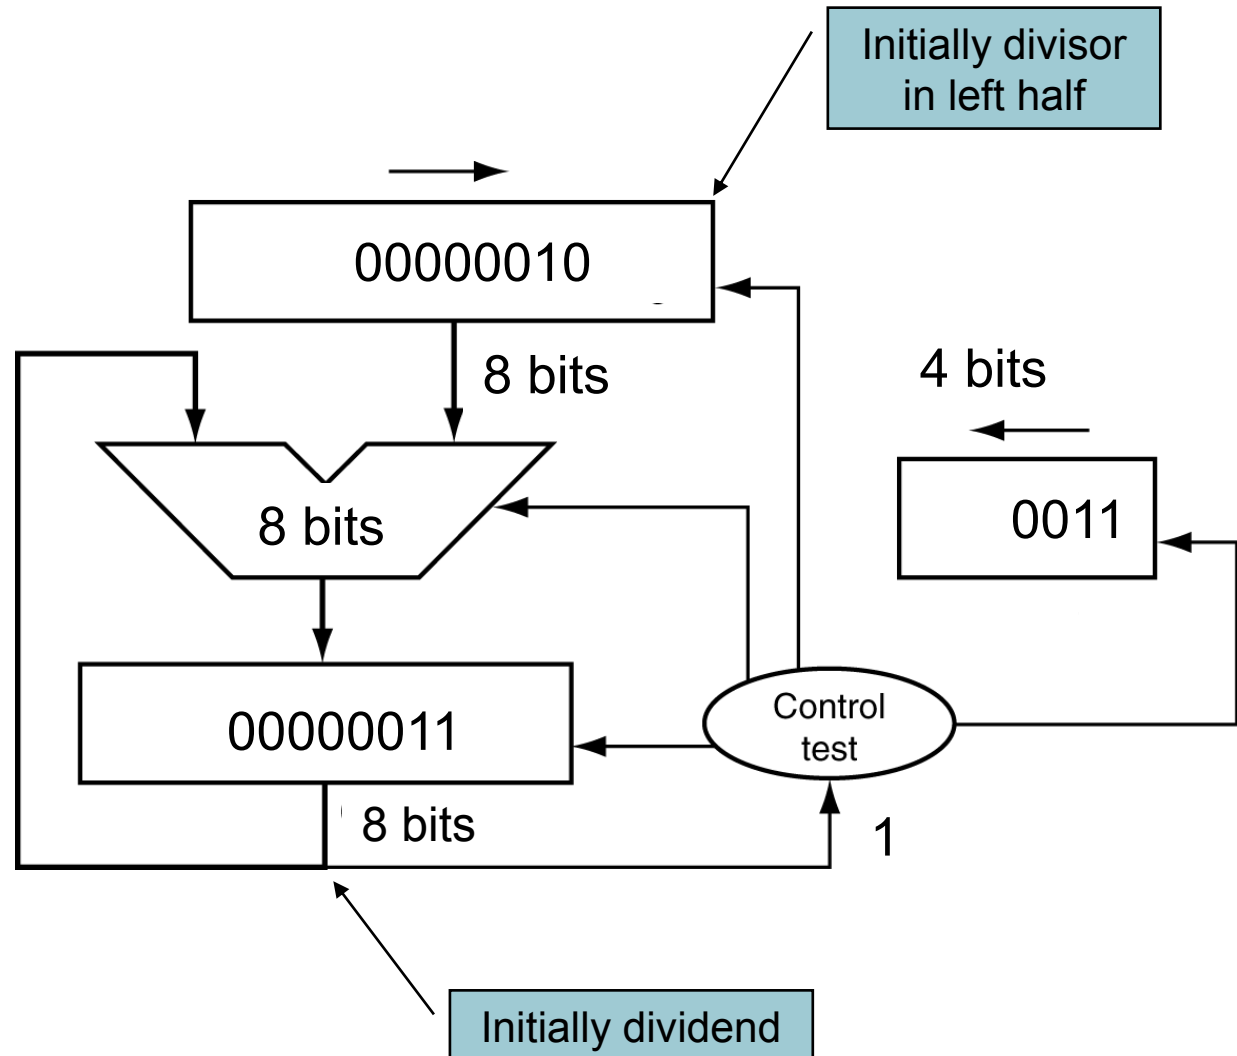 Initially divisor
in left half
00000010
8 bits
4 bits
8 bits
0011
00000011
Control
test
8 bits
1
Initially dividend